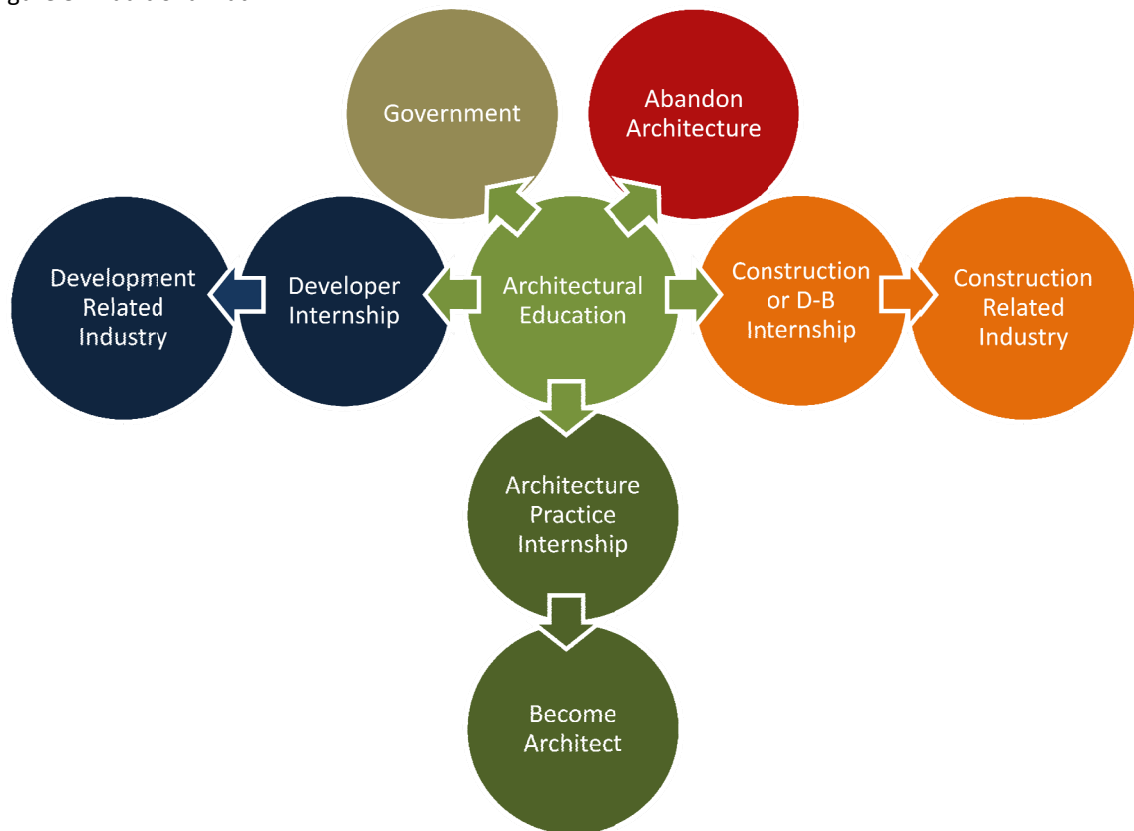 Government
Abandon
Architecture
Development
Related
Industry
Developer
Internship
Architectural
Education
Construction
or D-B
Internship
Construction
Related
Industry
Architecture
Practice
Internship
Become
Architect